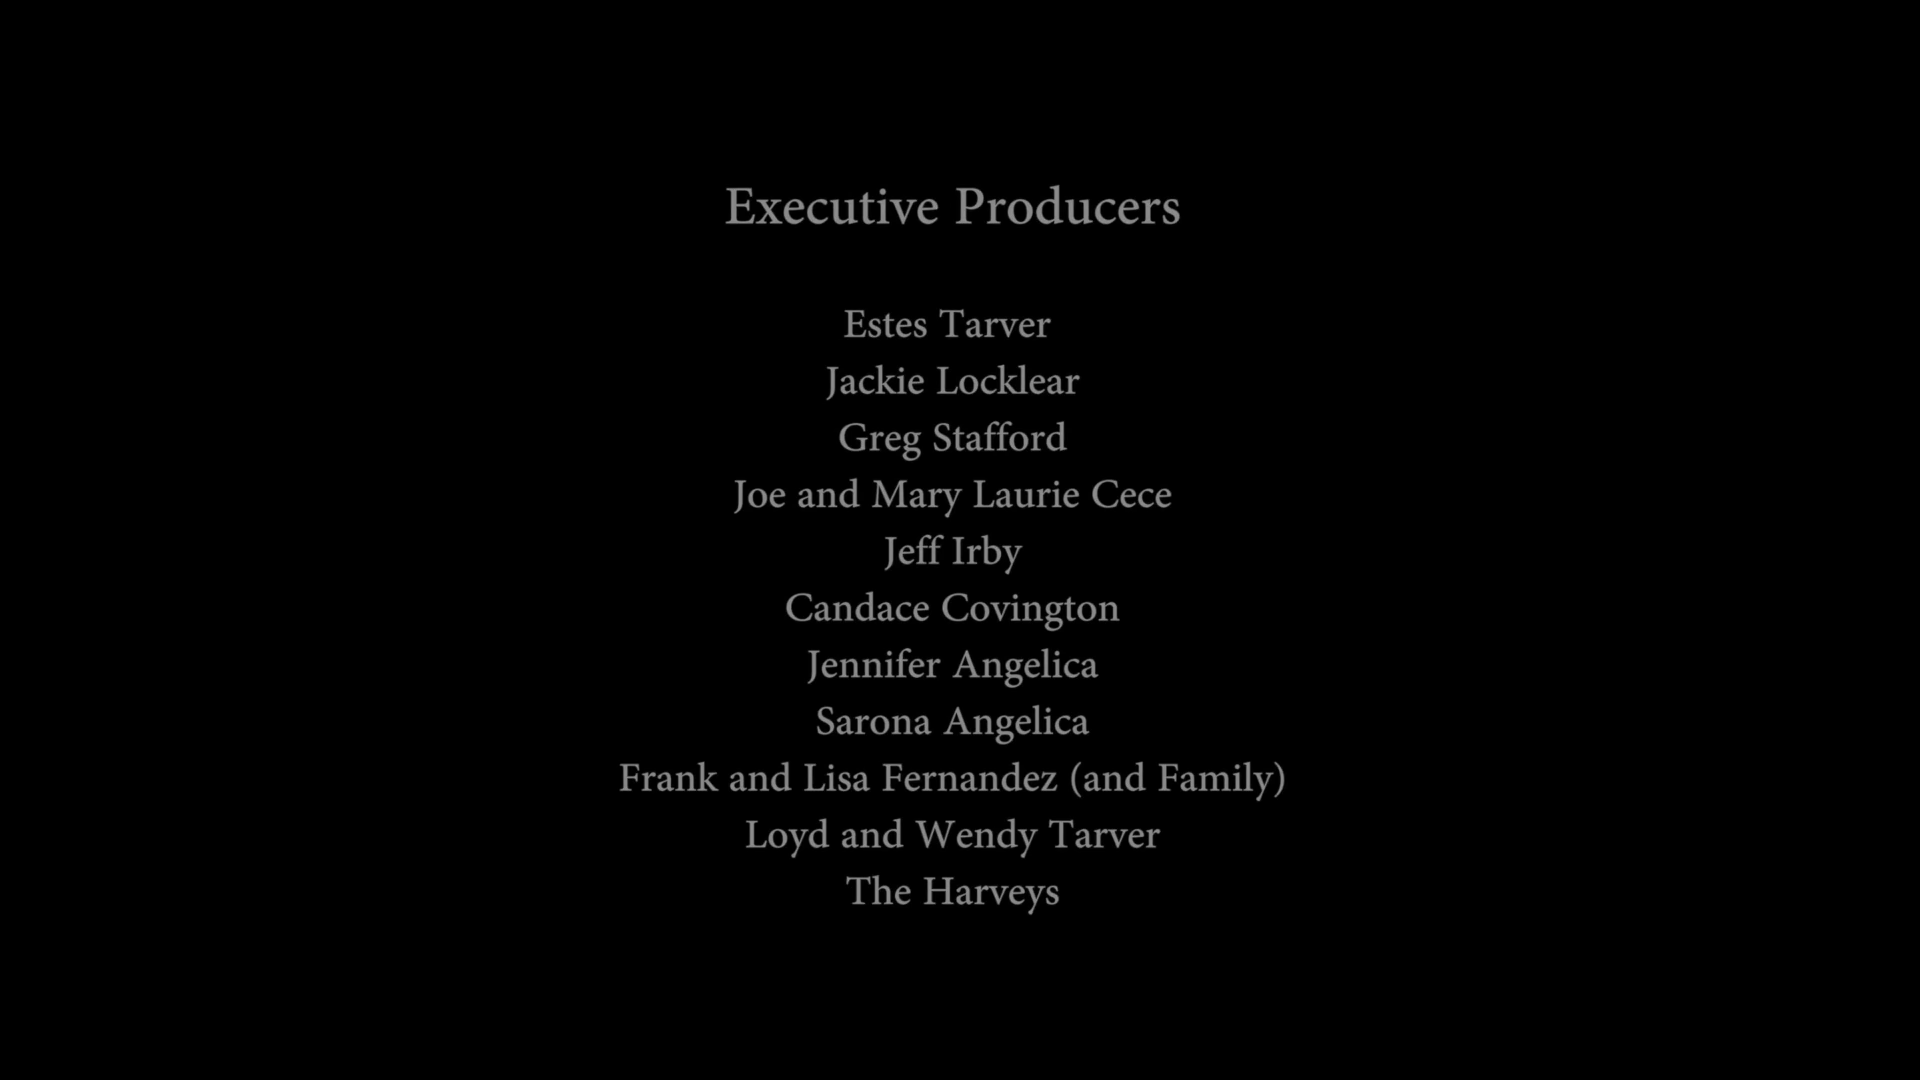 Executive Producers
Estes Tarver
Jackie Locklear
Greg Stafford
Joe and Mary Laurie Cece
Jeff Irby
Candace Covington
Jennifer Angelica
Sarona Angelica
Frank and Lisa Fernandez (and Family)
Loyd and Wendy Tarver
The Harveys